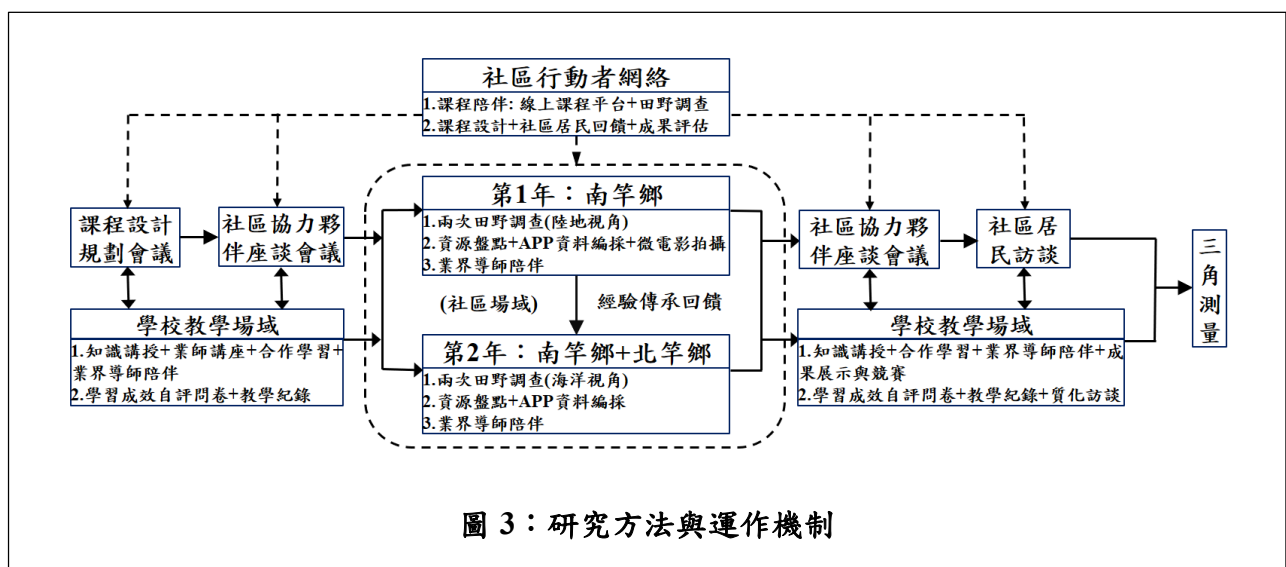 社區行動者網絡
1.課程陪伴: 線上課程平台+田野調查
2.課程設計+社區居民回饋+成果評估
課程設計
規劃會議
社區協力夥
伴座談會議
學校教學場域
1.知識講授+業師講座+合作學習+
業界導師陪伴
2.學習成效自評問卷+教學紀錄
第1年：南竿鄉
1.兩次田野調查(陸地視角)
2.資源盤點+APP資料編採+微電影拍攝
3.業界導師陪伴
(社區場域)
經驗傳承回饋
第2年：南竿鄉+北竿鄉
1.兩次田野調查(海洋視角)
2.資源盤點+APP資料編採
3.業界導師陪伴
社區協力夥
伴座談會議
社區居
民訪談
學校教學場域
1.知識講授+合作學習+業界導師陪伴+成
果展示與競賽
2.學習成效自評問卷+教學紀錄+質化訪談
三角測量
圖 3：研究方法與運作機制